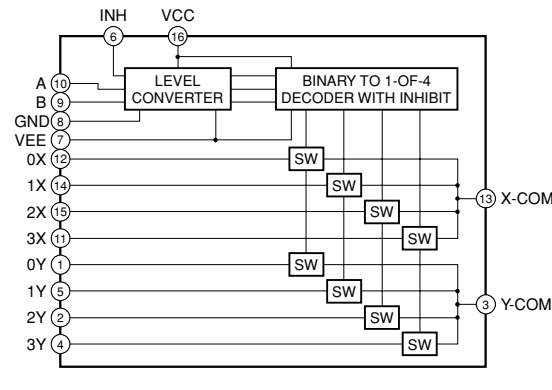 INH VCC
6 16
A 10 LEVEL CONVERTER BINARY TO 1-OF-4 DECODER WITH INHIBIT
B 9
GND 8
VEE 7
0X 12 SW
1X 14 SW
13 X-COM
2X 15 SW
3X 11 SW
0Y 1 SW
1Y 5 SW
3 Y-COM
2Y 2 SW
3Y 4 SW